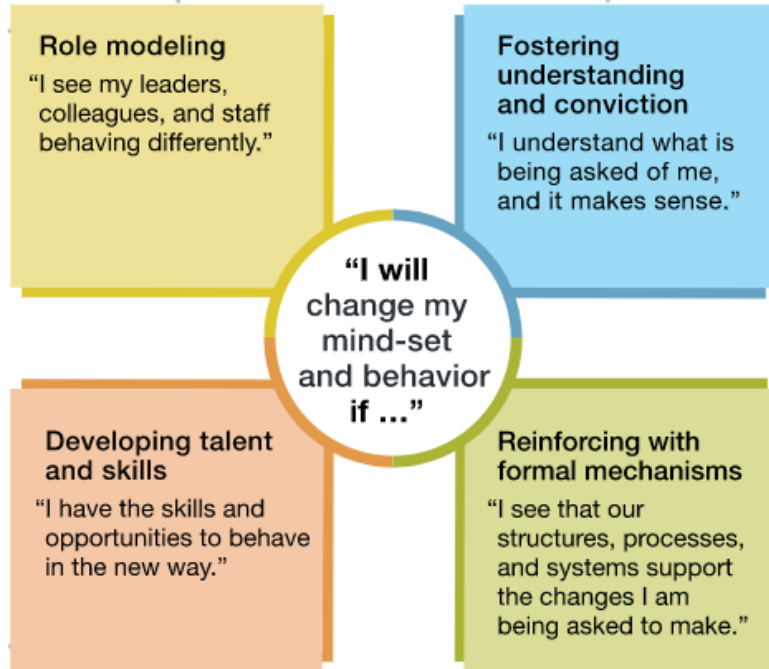 Role modeling
“I see my leaders,
colleagues, and staff
behaving differently.”
Fostering
understanding
and conviction
“I understand what is
being asked of me,
and it makes sense.”
“I will
change my
mind-set
and behavior
if ...”
Developing talent
and skills
“I have the skills and
opportunities to behave
in the new way.”
Reinforcing with
formal mechanisms
“I see that our
structures, processes,
and systems support
the changes I am
being asked to make.”